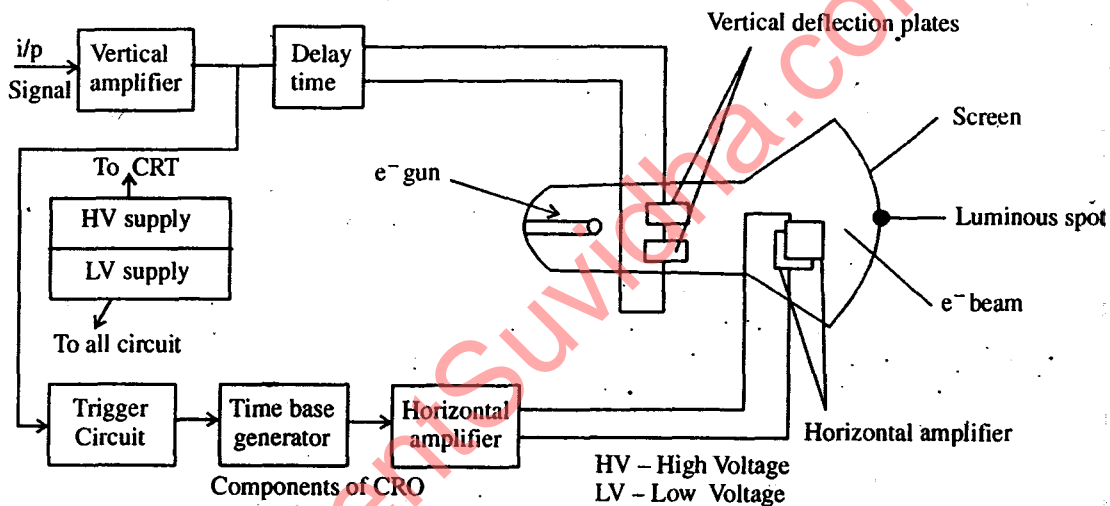 Vertical deflection plates
i/p
Signal
Vertical
amplifier
Delay
time
Screen
To CRT
e⁻ gun
HV supply
LV supply
Luminous spot
e⁻ beam
To all circuit
Trigger
Circuit
Time base
generator
Horizontal
amplifier
Horizontal amplifier
HV – High Voltage
LV – Low Voltage
Components of CRO
entSuvidha.co